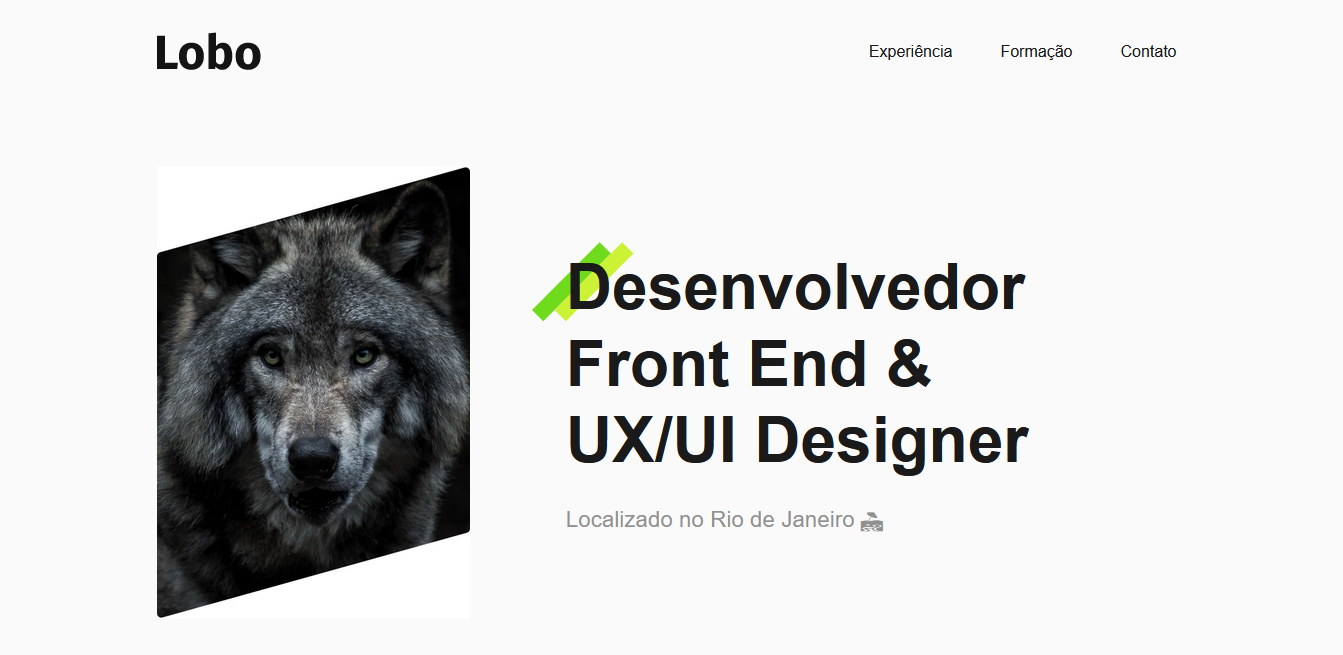 Lobo
Experiência
Formação
Contato
Desenvolvedor
Front End &
UX/UI Designer
Localizado no Rio de Janeiro 🏝